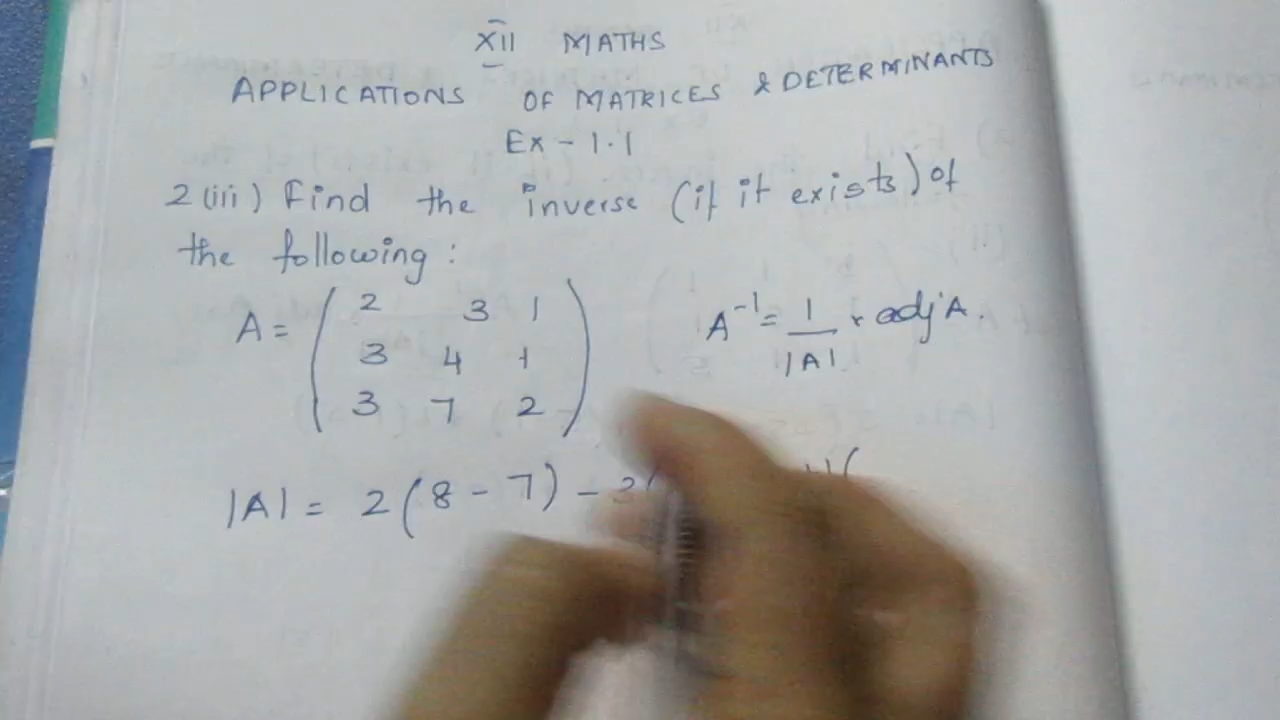 XII MATHS
APPLICATIONS OF MATRICES & DETERMINANTS
Ex - 1.1
2 (iii) Find the inverse (if it exists) of
the following:
A = ( 2 3 1
3 4 1
3 7 2 )
A⁻¹ = 1/|A| × adj A.
|A| = 2(8 - 7) - 3(